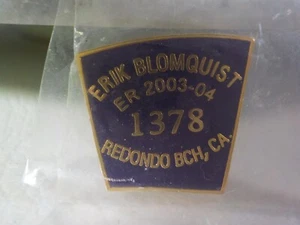 ERIK BLOMQUIST
ER 2003-04
1378
REDONDO BCH, CA.